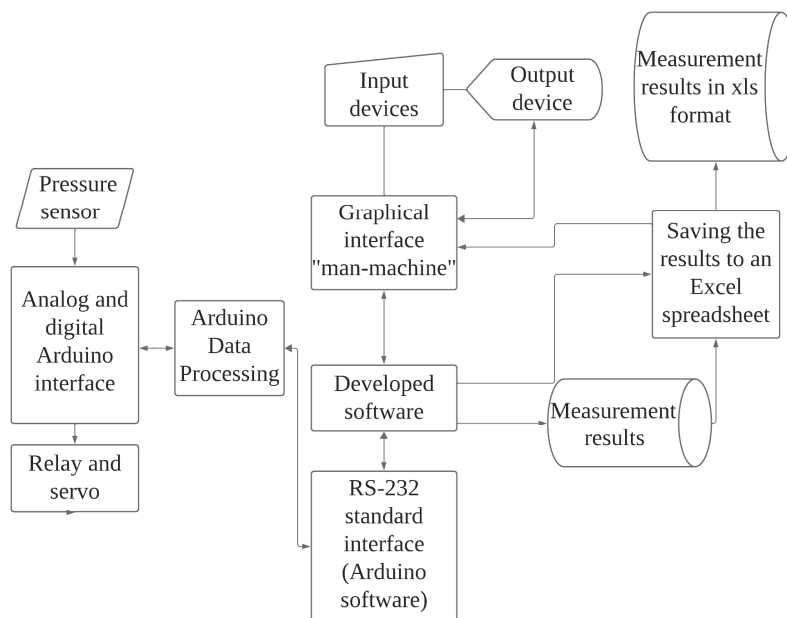 Input
devices
Output
device
Measurement
results in xls
format
Pressure
sensor
Graphical
interface
"man-machine"
Saving the
results to an
Excel
spreadsheet
Analog and
digital
Arduino
interface
Arduino
Data
Processing
Developed
software
Measurement
results
Relay and
servo
RS-232
standard
interface
(Arduino
software)